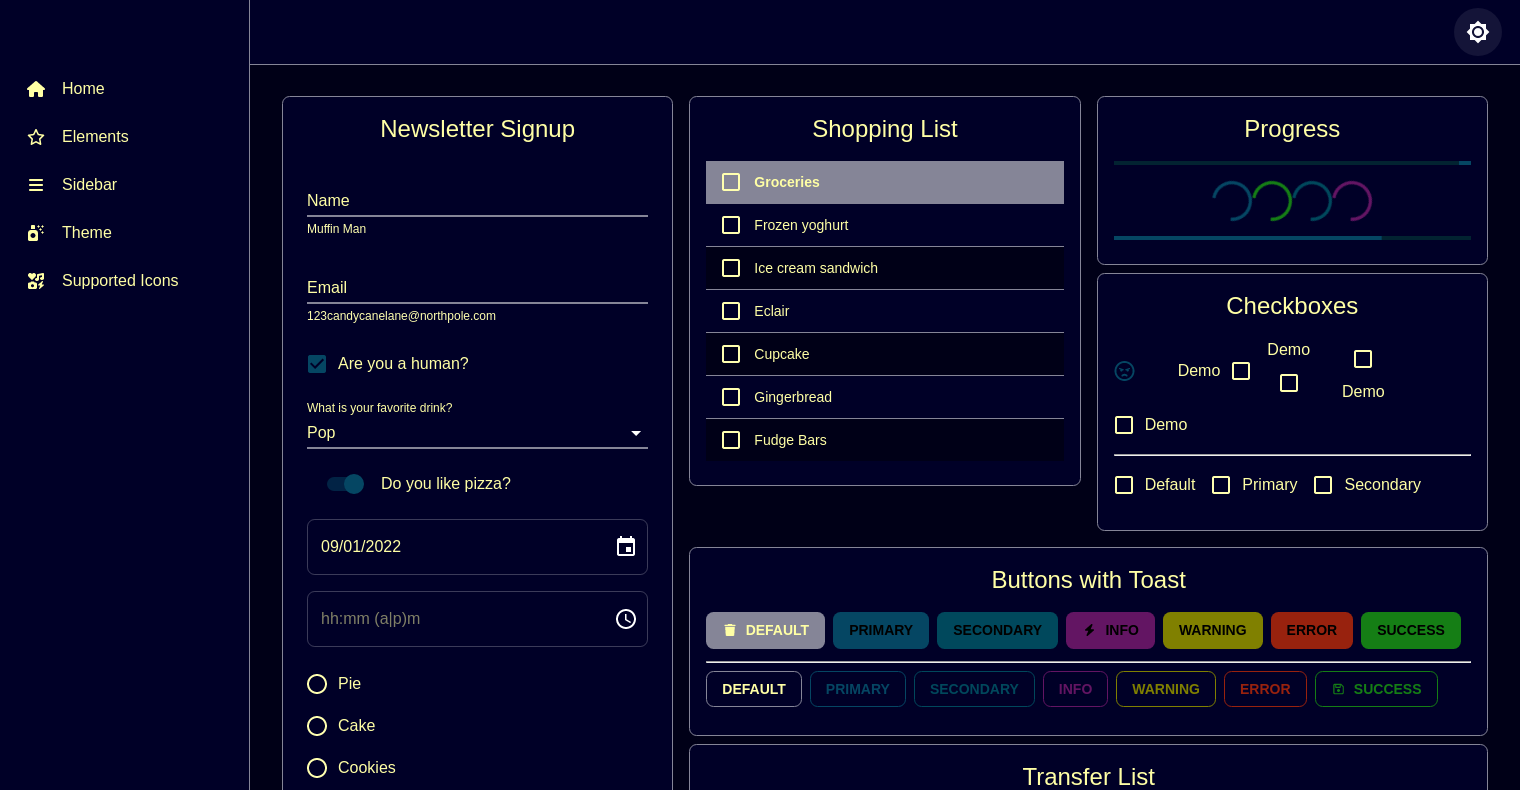 Home
Elements
Sidebar
Theme
Supported Icons
Newsletter Signup
Name
Muffin Man
Email
123candycanelane@northpole.com
Are you a human?
What is your favorite drink?
Pop
Do you like pizza?
09/01/2022
hh:mm (a|p)m
Pie
Cake
Cookies
Shopping List
Groceries
Frozen yoghurt
Ice cream sandwich
Eclair
Cupcake
Gingerbread
Fudge Bars
Progress
Checkboxes
Demo
Demo
Demo
Demo
Default Primary Secondary
Buttons with Toast
DEFAULT PRIMARY SECONDARY INFO WARNING ERROR SUCCESS
DEFAULT PRIMARY SECONDARY INFO WARNING ERROR SUCCESS
Transfer List